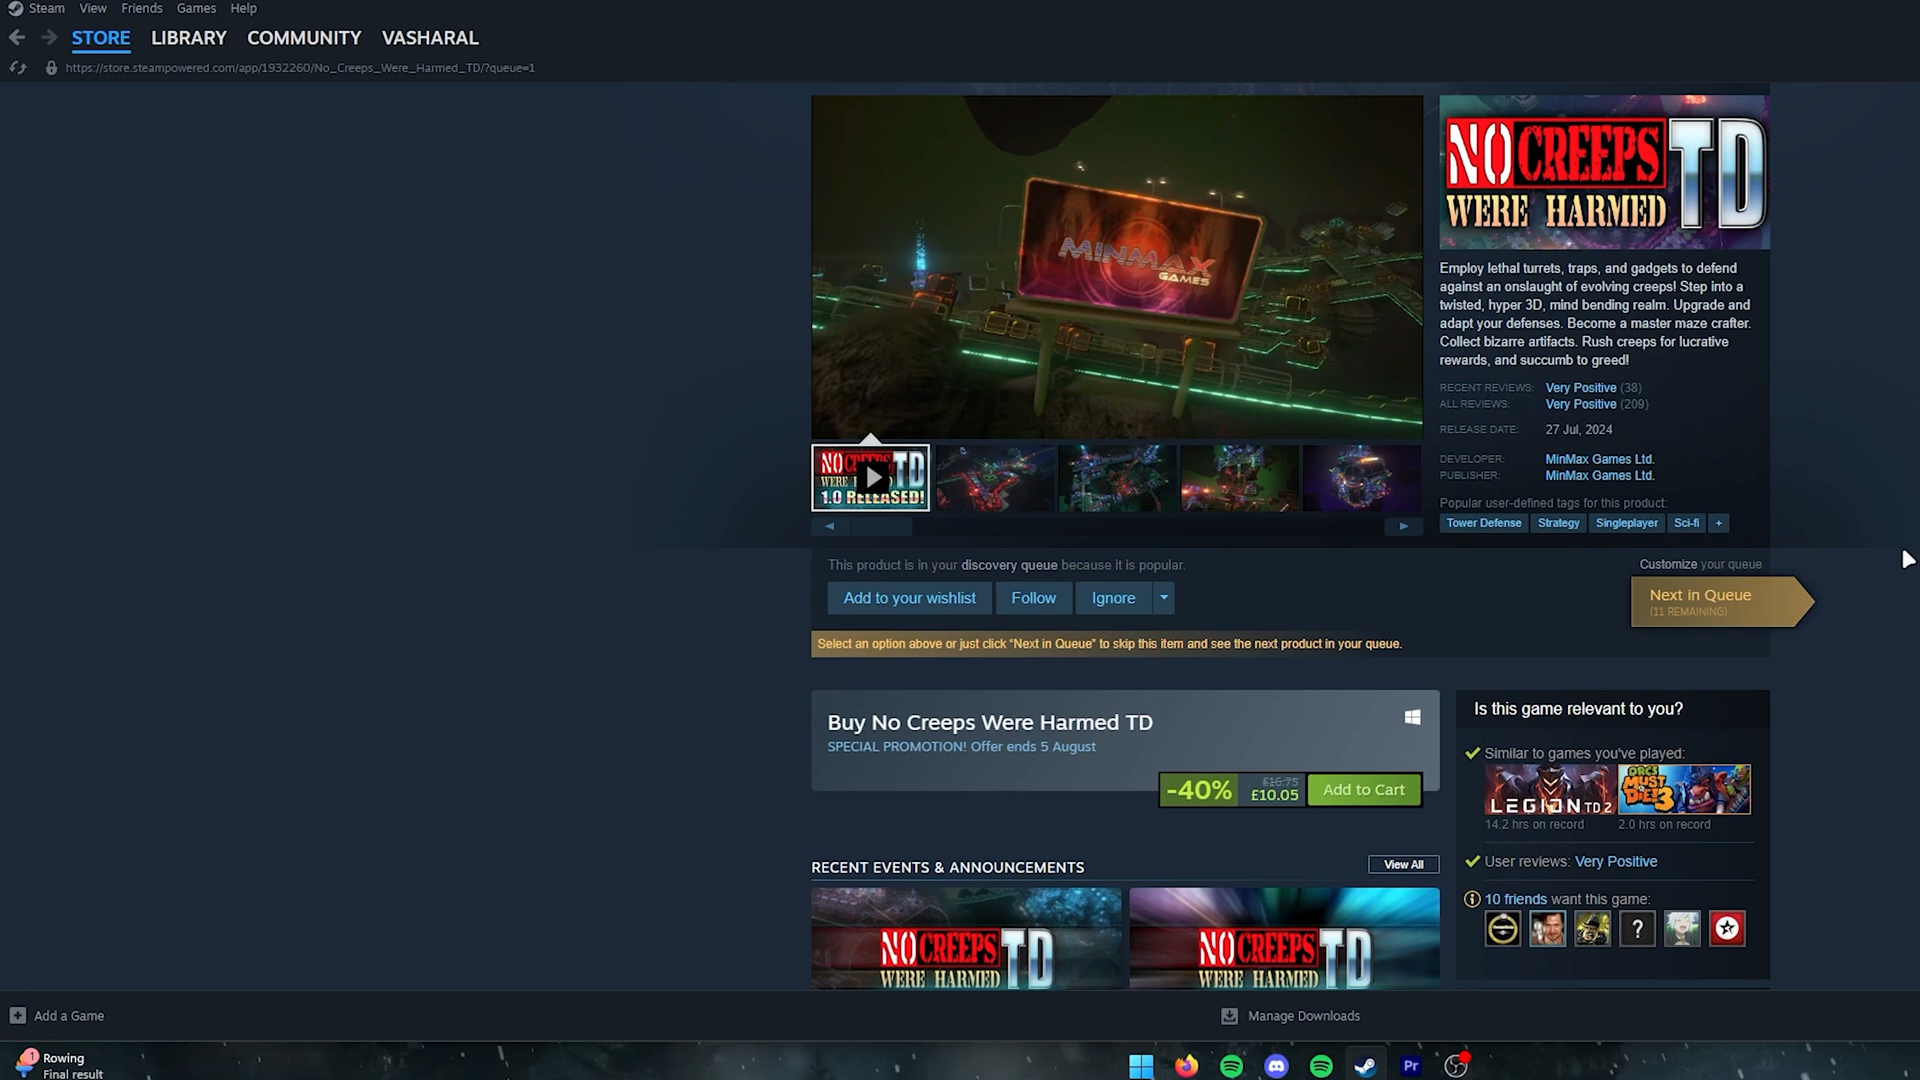 Steam View Friends Games Help
STORE LIBRARY COMMUNITY VASHARAL
https://store.steampowered.com/app/1932260/No_Creeps_Were_Harmed_TD/?queue=1
MINMAX
GAMES
NO CREEPS TD
WERE HARMED
Employ lethal turrets, traps, and gadgets to defend
against an onslaught of evolving creeps! Step into a
twisted, hyper 3D, mind bending realm. Upgrade and
adapt your defenses. Become a master maze crafter.
Collect bizarre artifacts. Rush creeps for lucrative
rewards, and succumb to greed!
RECENT REVIEWS: Very Positive (38)
ALL REVIEWS: Very Positive (209)
RELEASE DATE: 27 Jul, 2024
DEVELOPER: MinMax Games Ltd.
PUBLISHER: MinMax Games Ltd.
Popular user-defined tags for this product:
Tower Defense Strategy Singleplayer Sci-fi +
NO CREEPS TD
1.0 RELEASED!
This product is in your discovery queue because it is popular.
Customize your queue
Add to your wishlist Follow Ignore
Next in Queue
(11 REMAINING)
Select an option above or just click “Next in Queue” to skip this item and see the next product in your queue.
Buy No Creeps Were Harmed TD
SPECIAL PROMOTION! Offer ends 5 August
-40% £16.75 £10.05 Add to Cart
Is this game relevant to you?
Similar to games you've played:
LEGION TD 2
ORCS MUST DIE! 3
14.2 hrs on record 2.0 hrs on record
User reviews: Very Positive
10 friends want this game:
?
RECENT EVENTS & ANNOUNCEMENTS View All
NO CREEPS TD
WERE HARMED
NO CREEPS TD
WERE HARMED
Add a Game
Manage Downloads
1
Rowing
Final result
Pr